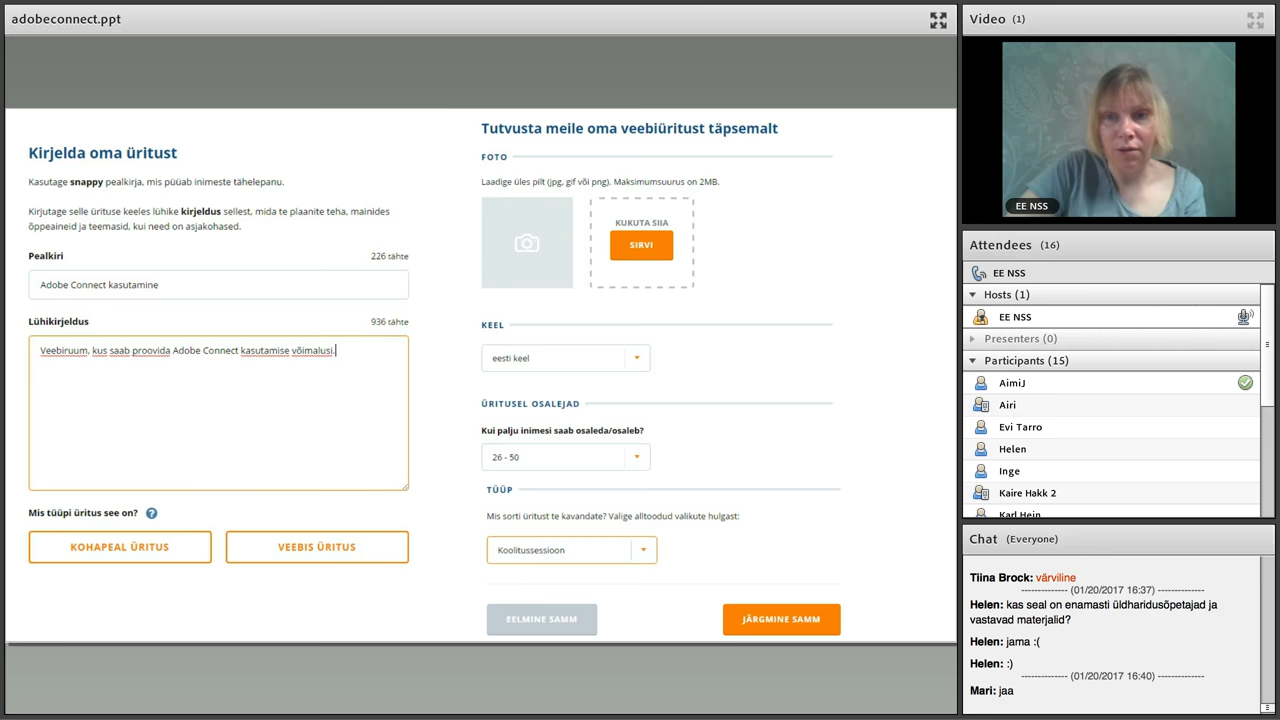 adobeconnect.ppt
Kirjelda oma üritust
Kasutage snappy pealkirja, mis püüab inimeste tähelepanu.
Kirjutage selle ürituse keeles lühike kirjeldus sellest, mida te plaanite teha, mainides
õppeaineid ja teemasid, kui need on asjakohased.
Pealkiri 226 tähte
Adobe Connect kasutamine
Lühikirjeldus 936 tähte
Veebiruum, kus saab proovida Adobe Connect kasutamise võimalusi.
Mis tüüpi üritus see on? ?
KOHAPEAL ÜRITUS VEEBIS ÜRITUS
Tutvusta meile oma veebiüritust täpsemalt
FOTO
Laadige üles pilt (jpg, gif või png). Maksimumsuurus on 2MB.
KUKUTA SIIA
SIRVI
KEEL
eesti keel
ÜRITUSEL OSALEJAD
Kui palju inimesi saab osaleda/osaleb?
26 - 50
TÜÜP
Mis sorti üritust te kavandate? Valige alltoodud valikute hulgast:
Koolitussessioon
EELMINE SAMM JÄRGMINE SAMM
Video (1)
EE NSS
Attendees (16)
EE NSS
Hosts (1)
EE NSS
Presenters (0)
Participants (15)
AimiJ
Airi
Evi Tarro
Helen
Inge
Kaire Hakk 2
Karl Hein
Chat (Everyone)
Tiina Brock: värviline
-------------- (01/20/2017 16:37) --------------
Helen: kas seal on enamasti üldharidusõpetajad ja
vastavad materjalid?
Helen: jama :(
Helen: :)
-------------- (01/20/2017 16:40) --------------
Mari: jaa